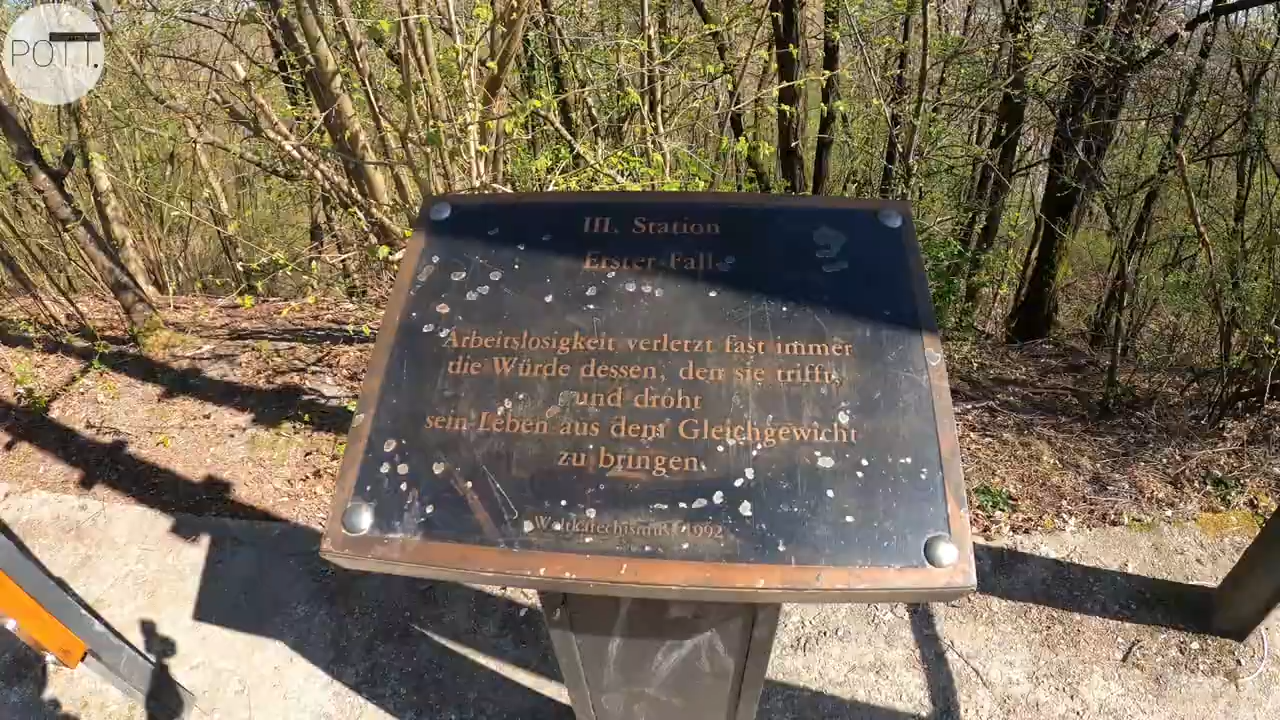 POTT.
III. Station
Erster Fall
Arbeitslosigkeit verletzt fast immer
die Würde dessen, den sie trifft,
und droht
sein Leben aus dem Gleichgewicht
zu bringen.
Weltkatechismus 1992